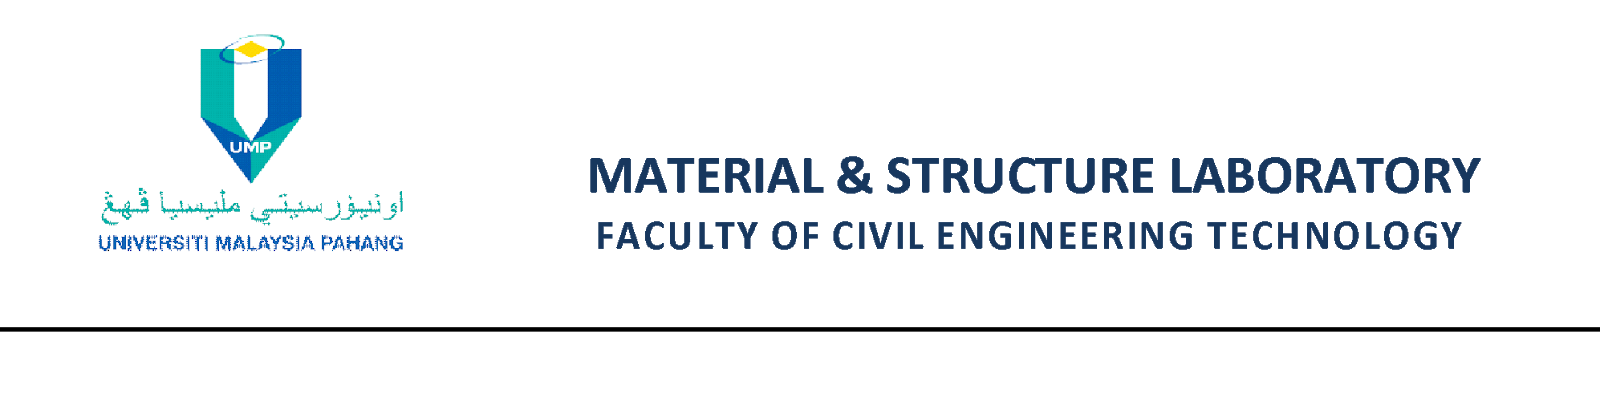 UMP
اونيۏرسيتي مليسيا ڤهڠ
UNIVERSITI MALAYSIA PAHANG
MATERIAL & STRUCTURE LABORATORY
FACULTY OF CIVIL ENGINEERING TECHNOLOGY